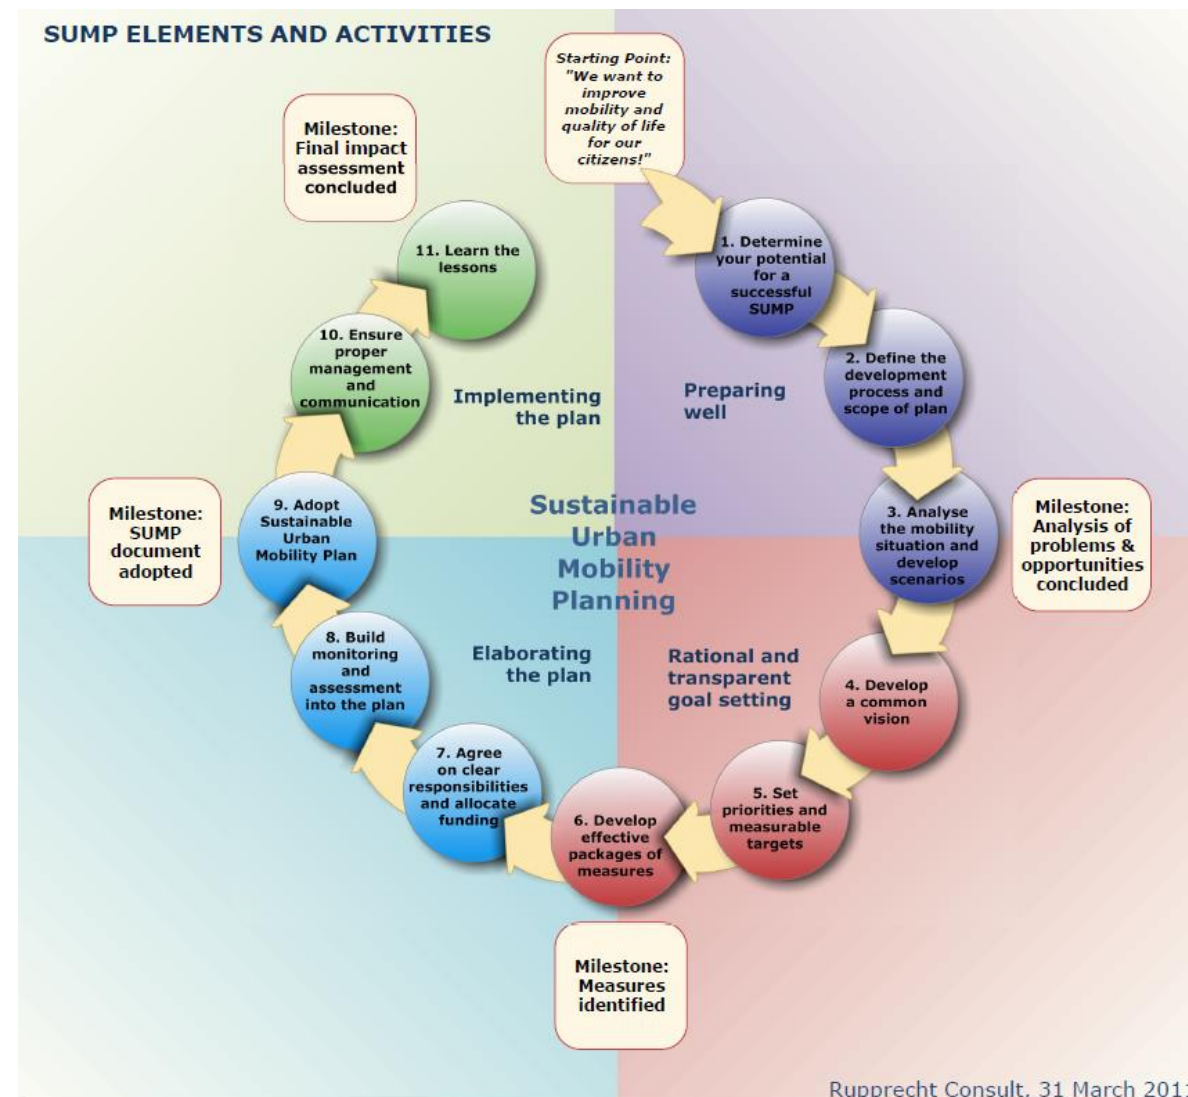 SUMP ELEMENTS AND ACTIVITIES
Starting Point:
"We want to
improve
mobility and
quality of life
for our
citizens!"
Milestone:
Final impact
assessment
concluded
1. Determine
your potential
for a
successful
SUMP
11. Learn the
lessons
10. Ensure
proper
management
and
communication
2. Define the
development
process and
scope of plan
Implementing
the plan
Preparing
well
Milestone:
SUMP
document
adopted
9. Adopt
Sustainable
Urban
Mobility Plan
Sustainable
Urban
Mobility
Planning
3. Analyse
the mobility
situation and
develop
scenarios
Milestone:
Analysis of
problems &
opportunities
concluded
8. Build
monitoring
and
assessment
into the plan
Elaborating
the plan
Rational and
transparent
goal setting
4. Develop
a common
vision
7. Agree
on clear
responsibilities
and allocate
funding
6. Develop
effective
packages of
measures
5. Set
priorities and
measurable
targets
Milestone:
Measures
identified
Rupprecht Consult, 31 March 2011